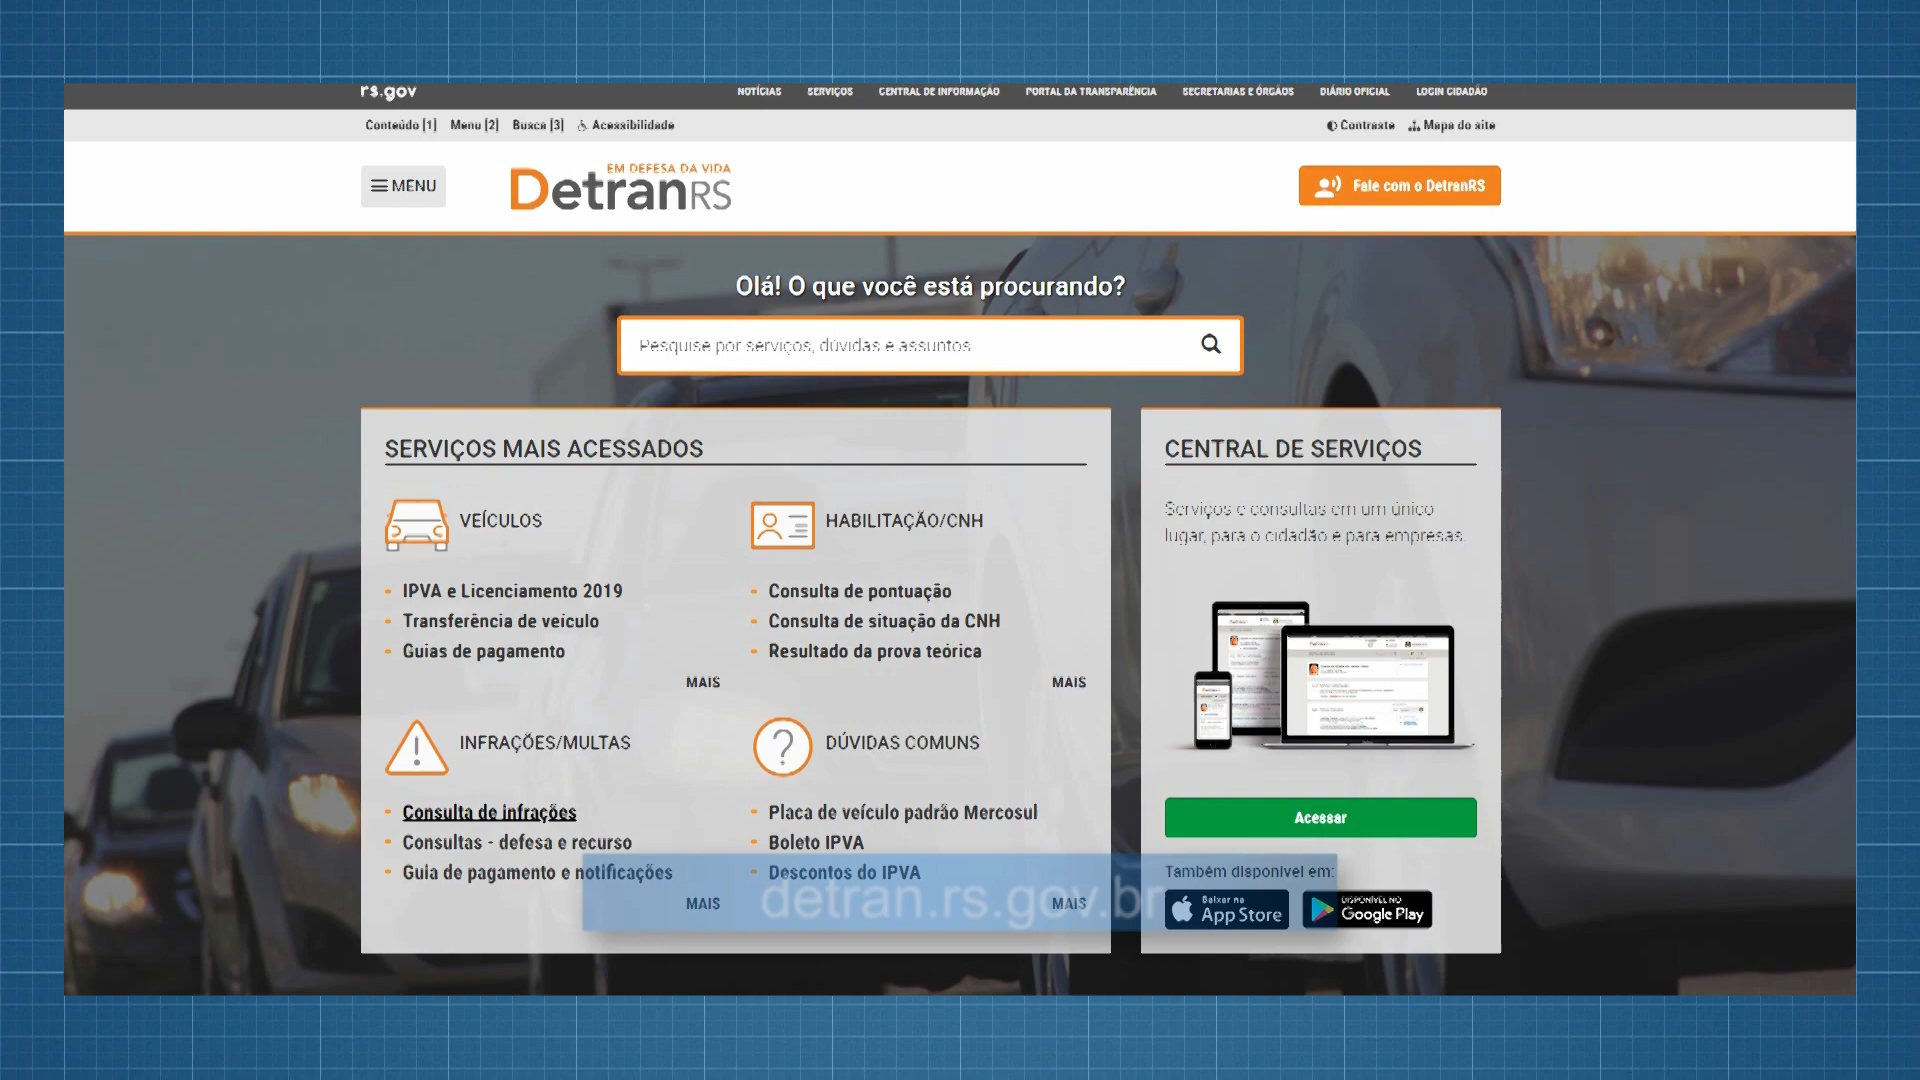 rs.gov
NOTÍCIAS SERVIÇOS CENTRAL DE INFORMAÇÃO PORTAL DA TRANSPARÊNCIA SECRETARIAS E ÓRGÃOS DIÁRIO OFICIAL LOGIN CIDADÃO
Conteúdo [1] Menu [2] Busca [3] Acessibilidade
Contraste Mapa do site
MENU
EM DEFESA DA VIDA
DetranRS
Fale com o DetranRS
Olá! O que você está procurando?
Pesquise por serviços, dúvidas e assuntos
SERVIÇOS MAIS ACESSADOS
VEÍCULOS
- IPVA e Licenciamento 2019
- Transferência de veículo
- Guias de pagamento
MAIS
HABILITAÇÃO/CNH
- Consulta de pontuação
- Consulta de situação da CNH
- Resultado da prova teórica
MAIS
INFRAÇÕES/MULTAS
- Consulta de infrações
- Consultas - defesa e recurso
- Guia de pagamento e notificações
MAIS
DÚVIDAS COMUNS
- Placa de veículo padrão Mercosul
- Boleto IPVA
- Descontos do IPVA
MAIS
CENTRAL DE SERVIÇOS
Serviços e consultas em um único
lugar, para o cidadão e para empresas.
Acessar
Também disponível em:
Baixar na
App Store
DISPONÍVEL NO
Google Play
detran.rs.gov.br